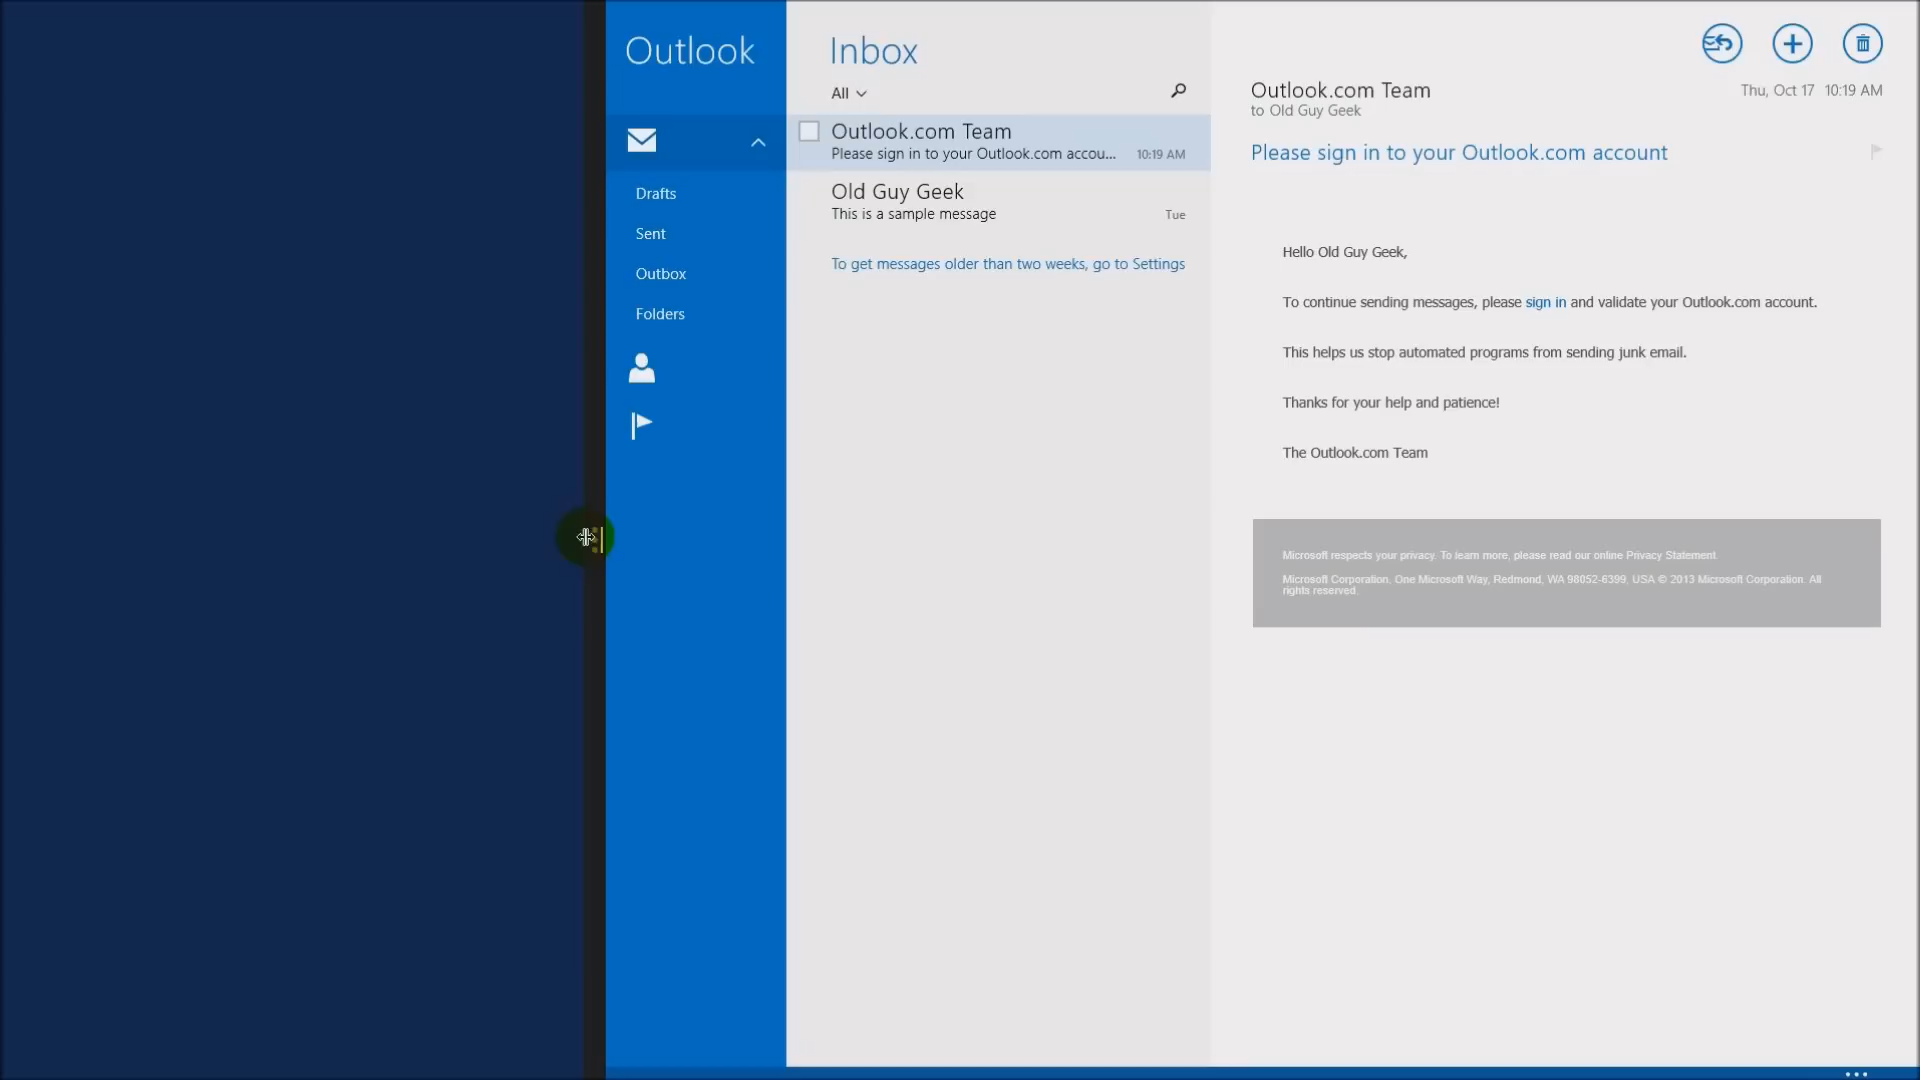 Outlook
Drafts
Sent
Outbox
Folders
Inbox
All
Outlook.com Team
Please sign in to your Outlook.com accou... 10:19 AM
Old Guy Geek
This is a sample message Tue
To get messages older than two weeks, go to Settings
Outlook.com Team Thu, Oct 17 10:19 AM
to Old Guy Geek
Please sign in to your Outlook.com account
Hello Old Guy Geek,
To continue sending messages, please sign in and validate your Outlook.com account.
This helps us stop automated programs from sending junk email.
Thanks for your help and patience!
The Outlook.com Team
Microsoft respects your privacy. To learn more, please read our online Privacy Statement.
Microsoft Corporation, One Microsoft Way, Redmond, WA 98052-6399, USA © 2013 Microsoft Corporation. All
rights reserved.